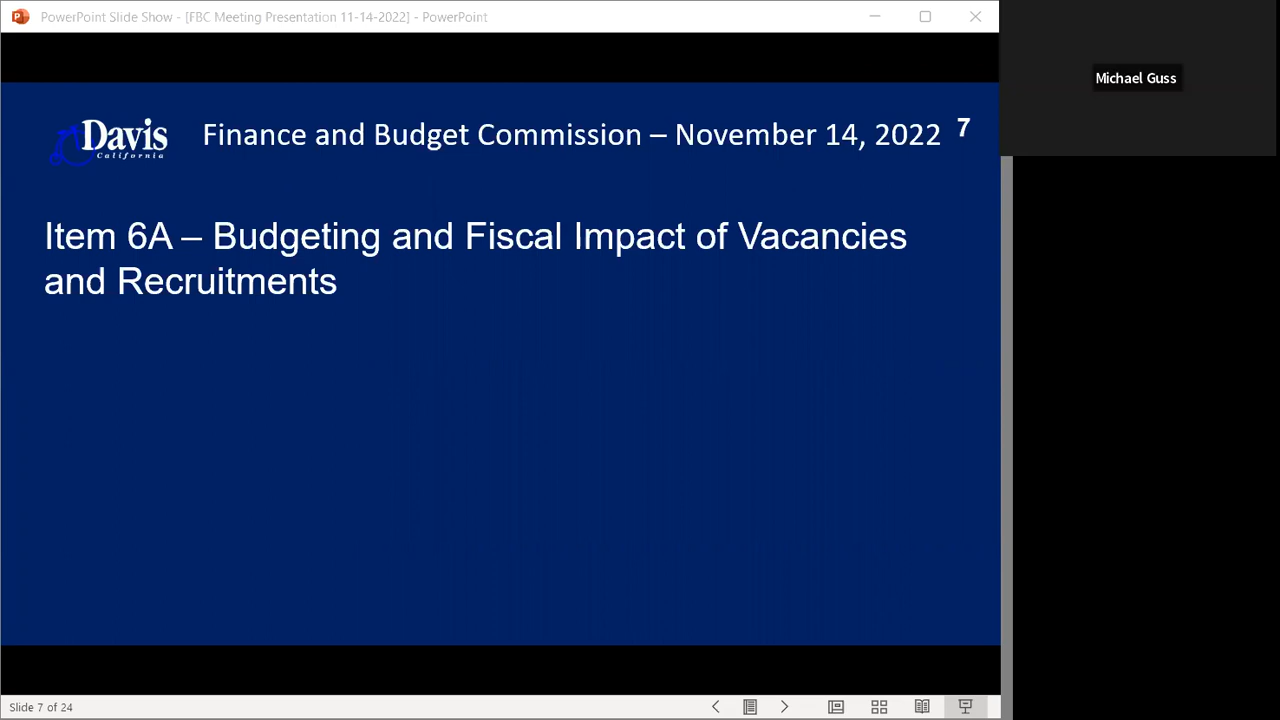 PowerPoint Slide Show - [FBC Meeting Presentation 11-14-2022] - PowerPoint
Michael Guss
Davis
California
Finance and Budget Commission – November 14, 2022
7
Item 6A – Budgeting and Fiscal Impact of Vacancies
and Recruitments
Slide 7 of 24